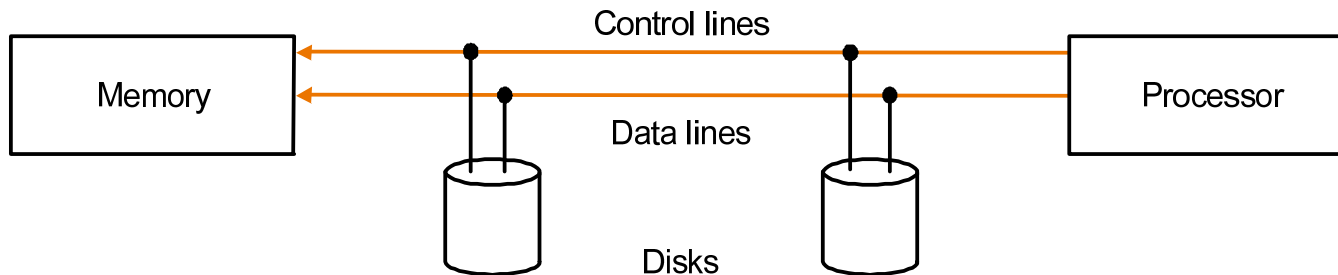 Control lines
Memory
Processor
Data lines
Disks